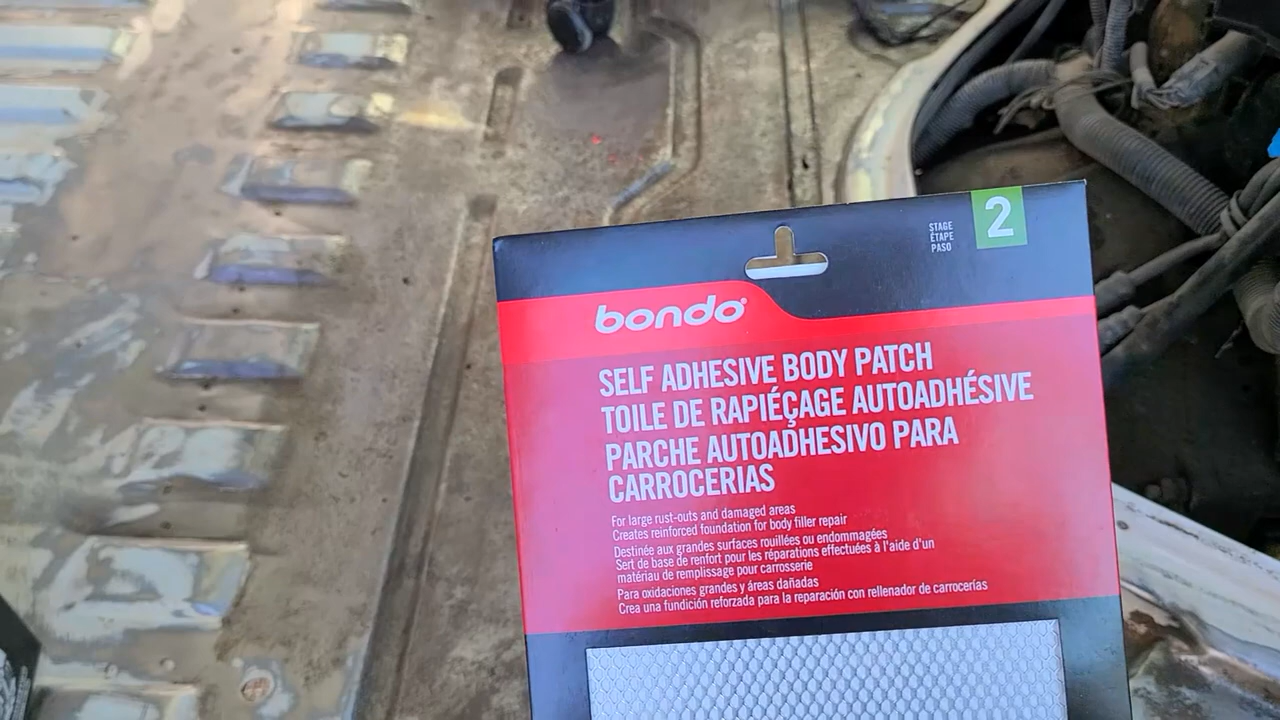 STAGE
ÉTAPE
PASO
2
bondo
SELF ADHESIVE BODY PATCH
TOILE DE RAPIÉÇAGE AUTOADHÉSIVE
PARCHE AUTOADHESIVO PARA
CARROCERIAS
For large rust-outs and damaged areas
Creates reinforced foundation for body filler repair
Destinée aux grandes surfaces rouillées ou endommagées
Sert de base de renfort pour les réparations effectuées à l'aide d'un
matériau de remplissage pour carrosserie
Para oxidaciones grandes y áreas dañadas
Crea una fundición reforzada para la reparación con rellenador de carrocerias